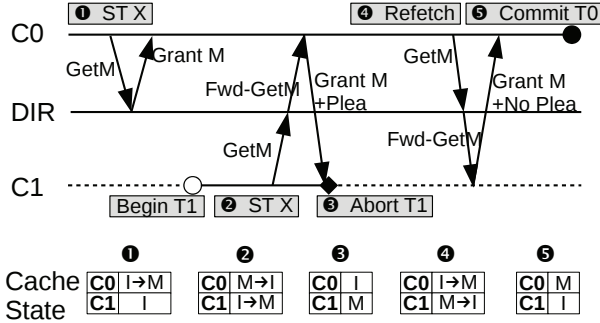 ❶ ST X
❹ Refetch
❺ Commit T0
C0
GetM
Grant M
Fwd-GetM
Grant M
+Plea
GetM
Grant M
+No Plea
DIR
GetM
Fwd-GetM
C1
Begin T1
❷ ST X
❸ Abort T1
❶ ❷ ❸ ❹ ❺
Cache C0 I→M C0 M→I C0 I C0 I→M C0 M
State C1 I C1 I→M C1 M C1 M→I C1 I